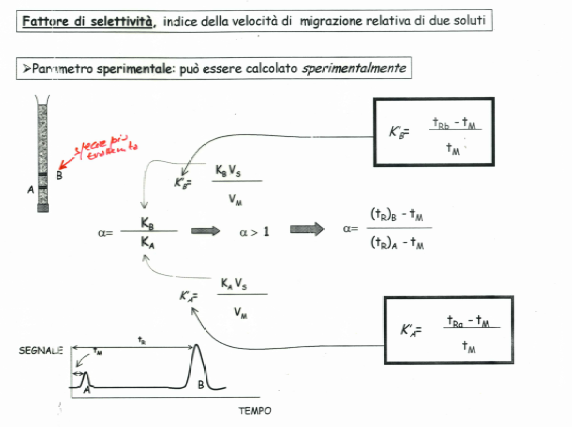 Fattore di selettività, indice della velocità di migrazione relativa di due soluti
➢Parametro sperimentale: può essere calcolato sperimentalmente
specie più
B
A
K'B= KB VS / VM
K'B= tRb - tM / tM
α= KB / KA
α > 1
α= (tR)B - tM / (tR)A - tM
K'A= KA VS / VM
K'A= tRa - tM / tM
SEGNALE
tR
tM
A
B
TEMPO